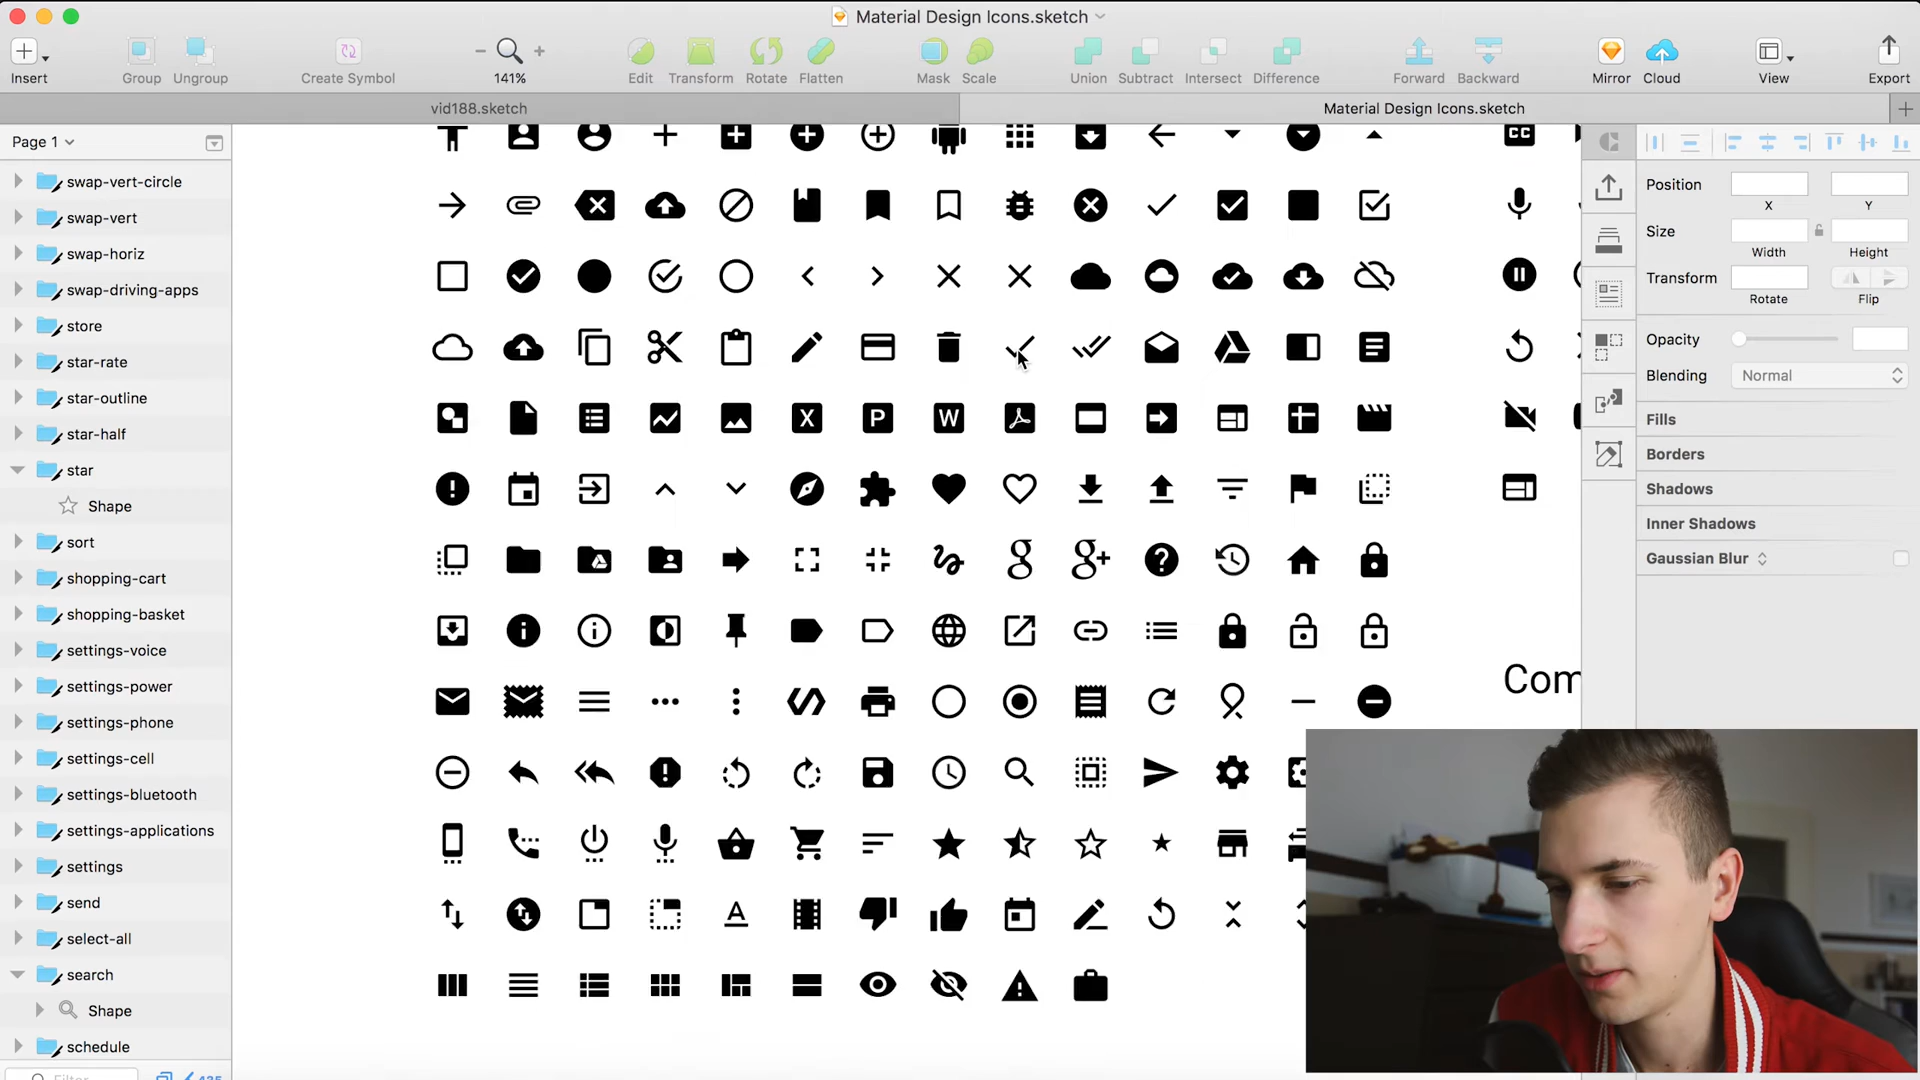 Material Design Icons.sketch
Insert
Group
Ungroup
Create Symbol
141%
Edit
Transform
Rotate
Flatten
Mask
Scale
Union
Subtract
Intersect
Difference
Forward
Backward
Mirror
Cloud
View
Export
vid188.sketch
Material Design Icons.sketch
Page 1
swap-vert-circle
swap-vert
swap-horiz
swap-driving-apps
store
star-rate
star-outline
star-half
star
Shape
sort
shopping-cart
shopping-basket
settings-voice
settings-power
settings-phone
settings-cell
settings-bluetooth
settings-applications
settings
send
select-all
search
Shape
schedule
Filter
CC
X
P
W
g
g+
A
Com
Position
X
Y
Size
Width
Height
Transform
Rotate
Flip
Opacity
Blending
Normal
Fills
Borders
Shadows
Inner Shadows
Gaussian Blur